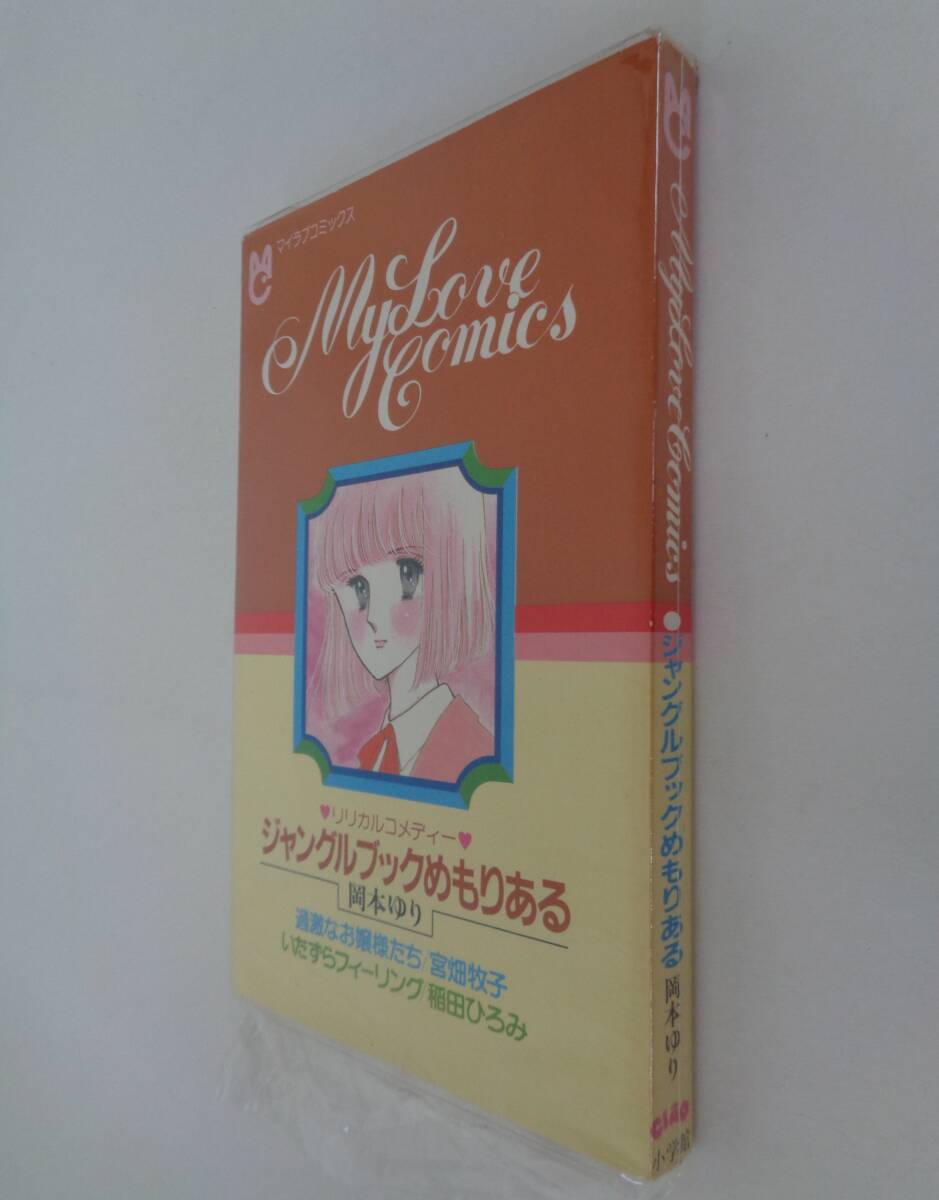 マイラブコミックス
My Love
Comics
♥リリカルコメディー♥
ジャングルブックめもりある
岡本ゆり
過激なお嬢様たち/宮畑牧子
いたずらフィーリング/稲田ひろみ
My Love Comics●ジャングルブックめもりある 岡本ゆり
Ciao
小学館